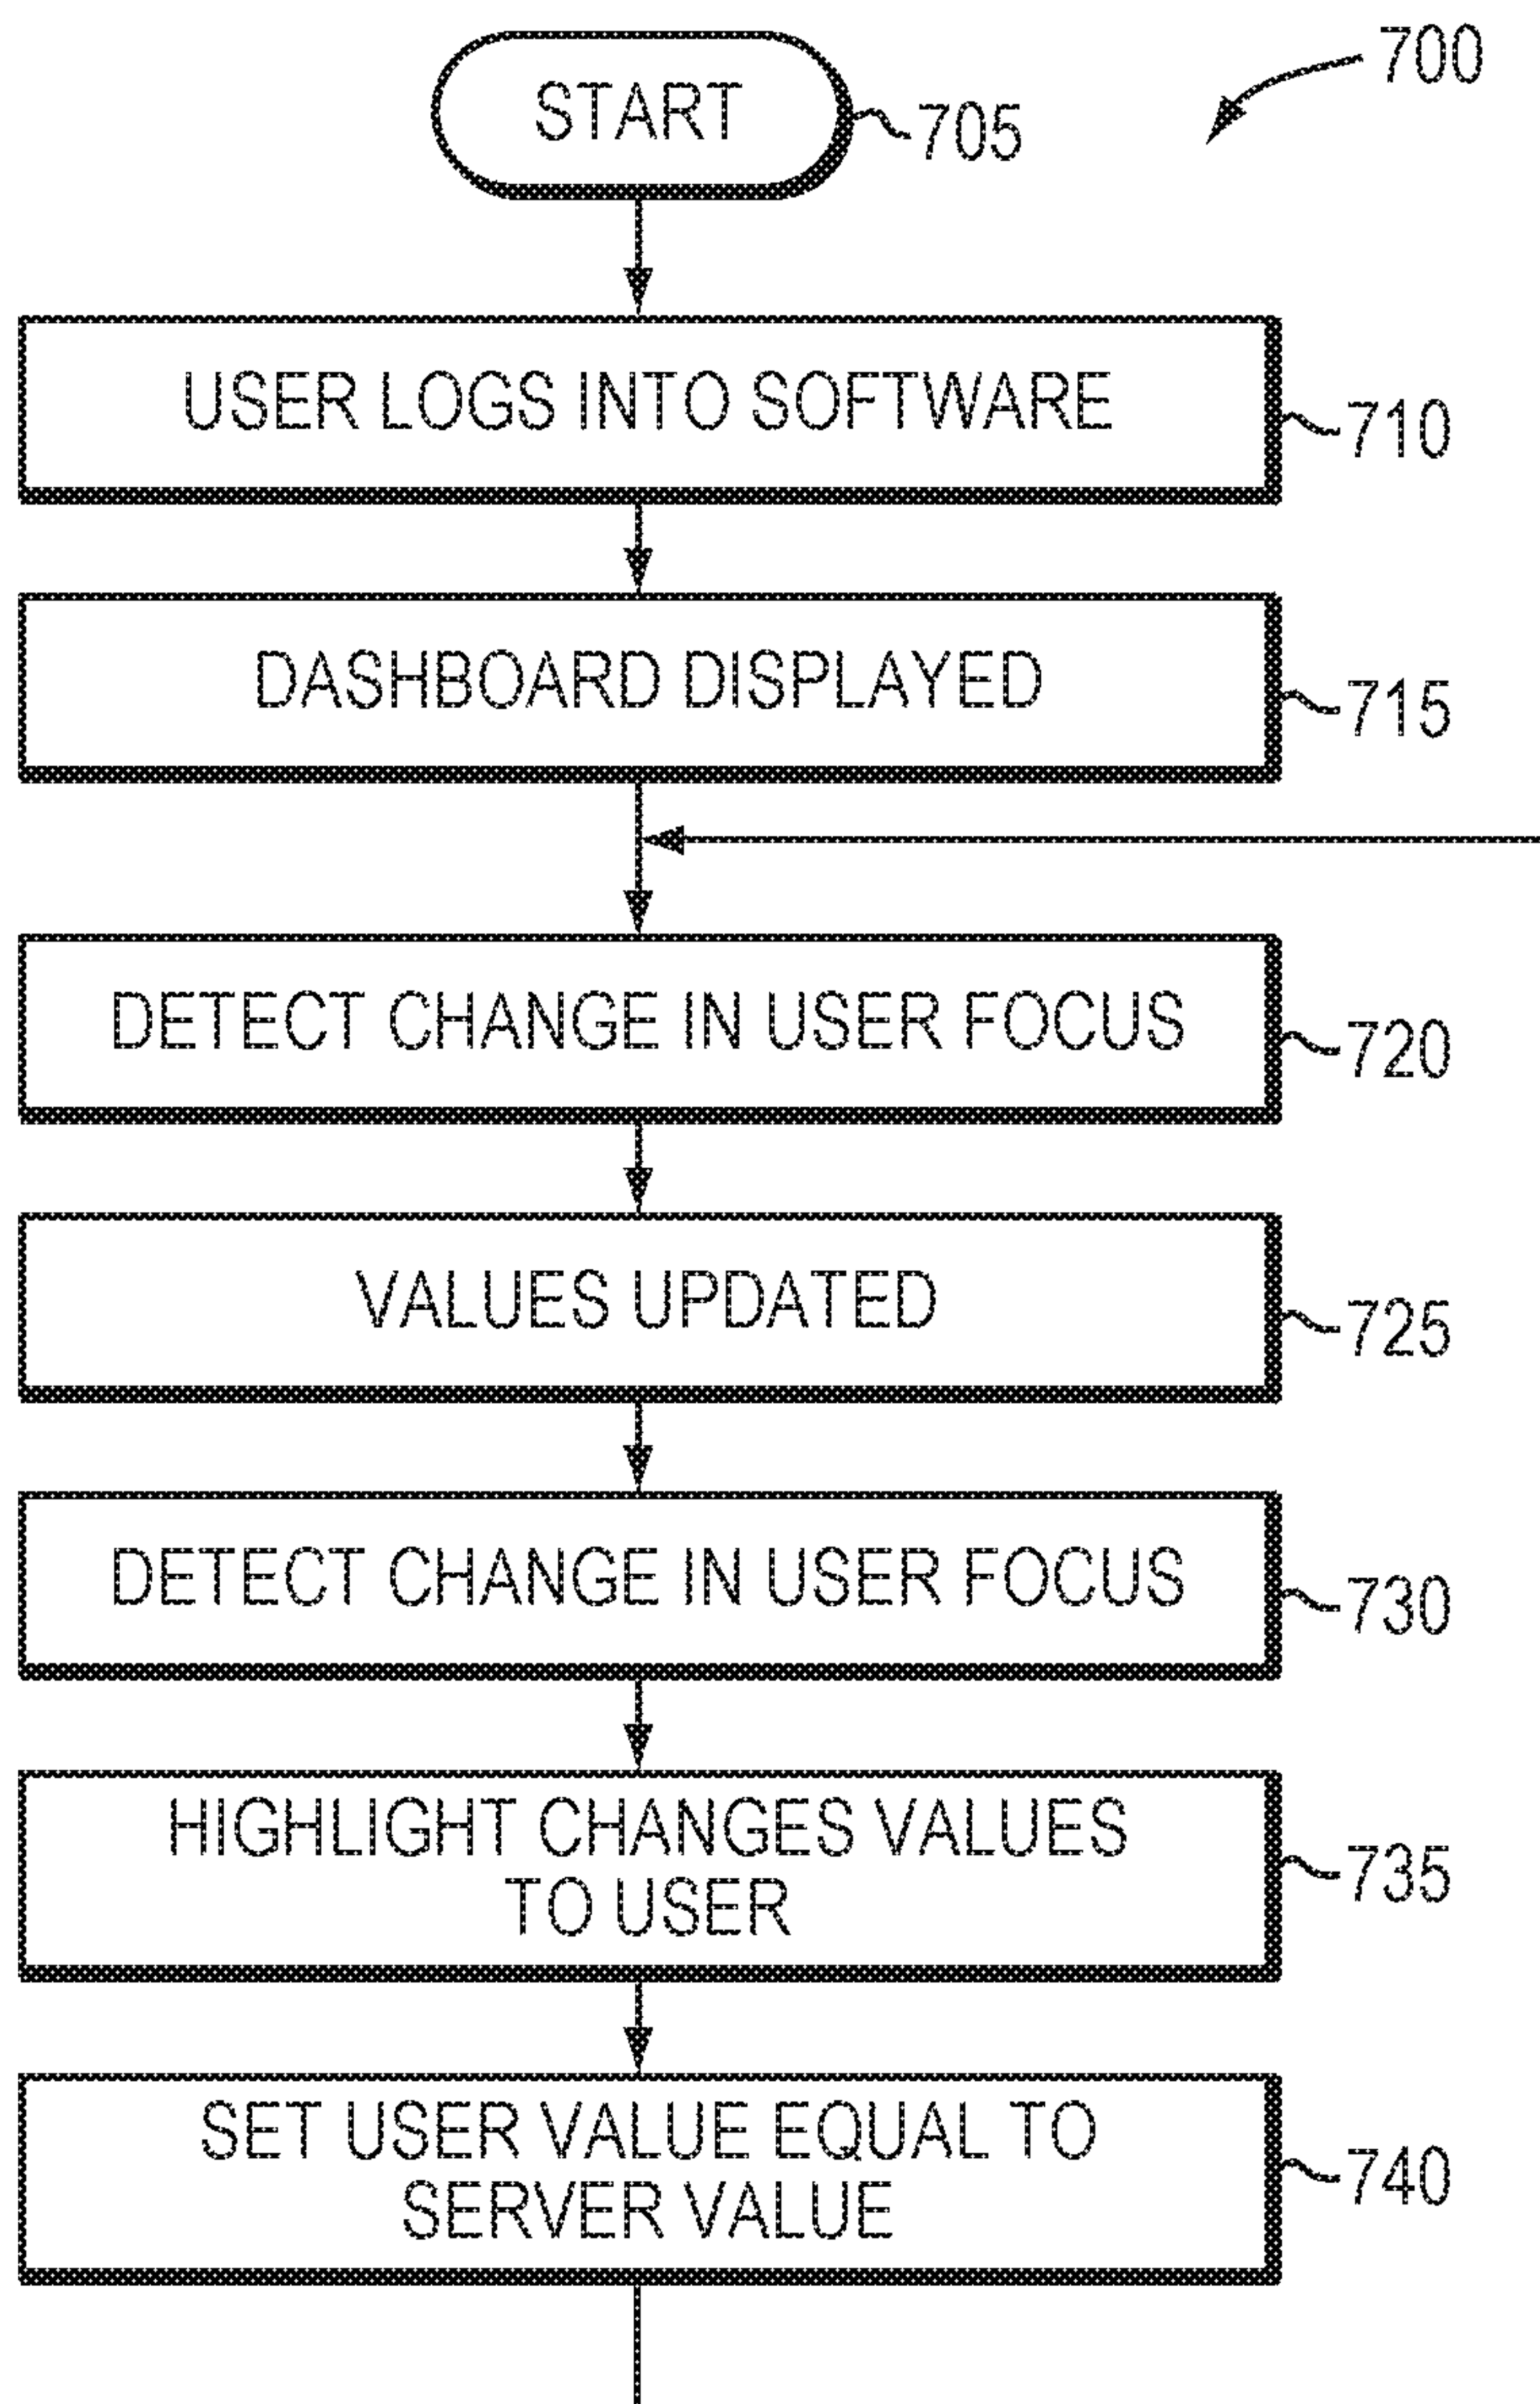 700
START
705
USER LOGS INTO SOFTWARE
710
DASHBOARD DISPLAYED
715
DETECT CHANGE IN USER FOCUS
720
VALUES UPDATED
725
DETECT CHANGE IN USER FOCUS
730
HIGHLIGHT CHANGES VALUES
TO USER
735
SET USER VALUE EQUAL TO
SERVER VALUE
740